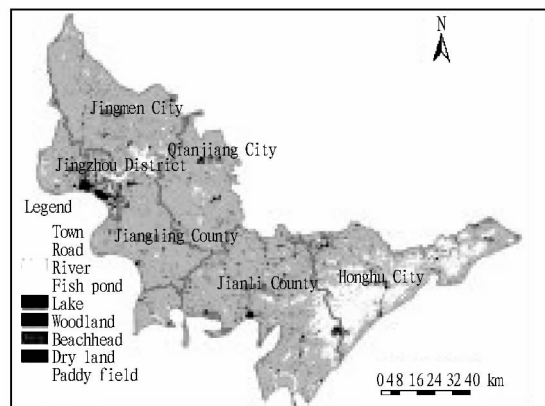 N
Jingmen City
Qianjiang City
Jingzhou District
Legend
Town
Road
River
Fish pond
Lake
Woodland
Beachhead
Dry land
Paddy field
Jiangling County
Jianli County
Honghu City
0 4 8 16 24 32 40 km